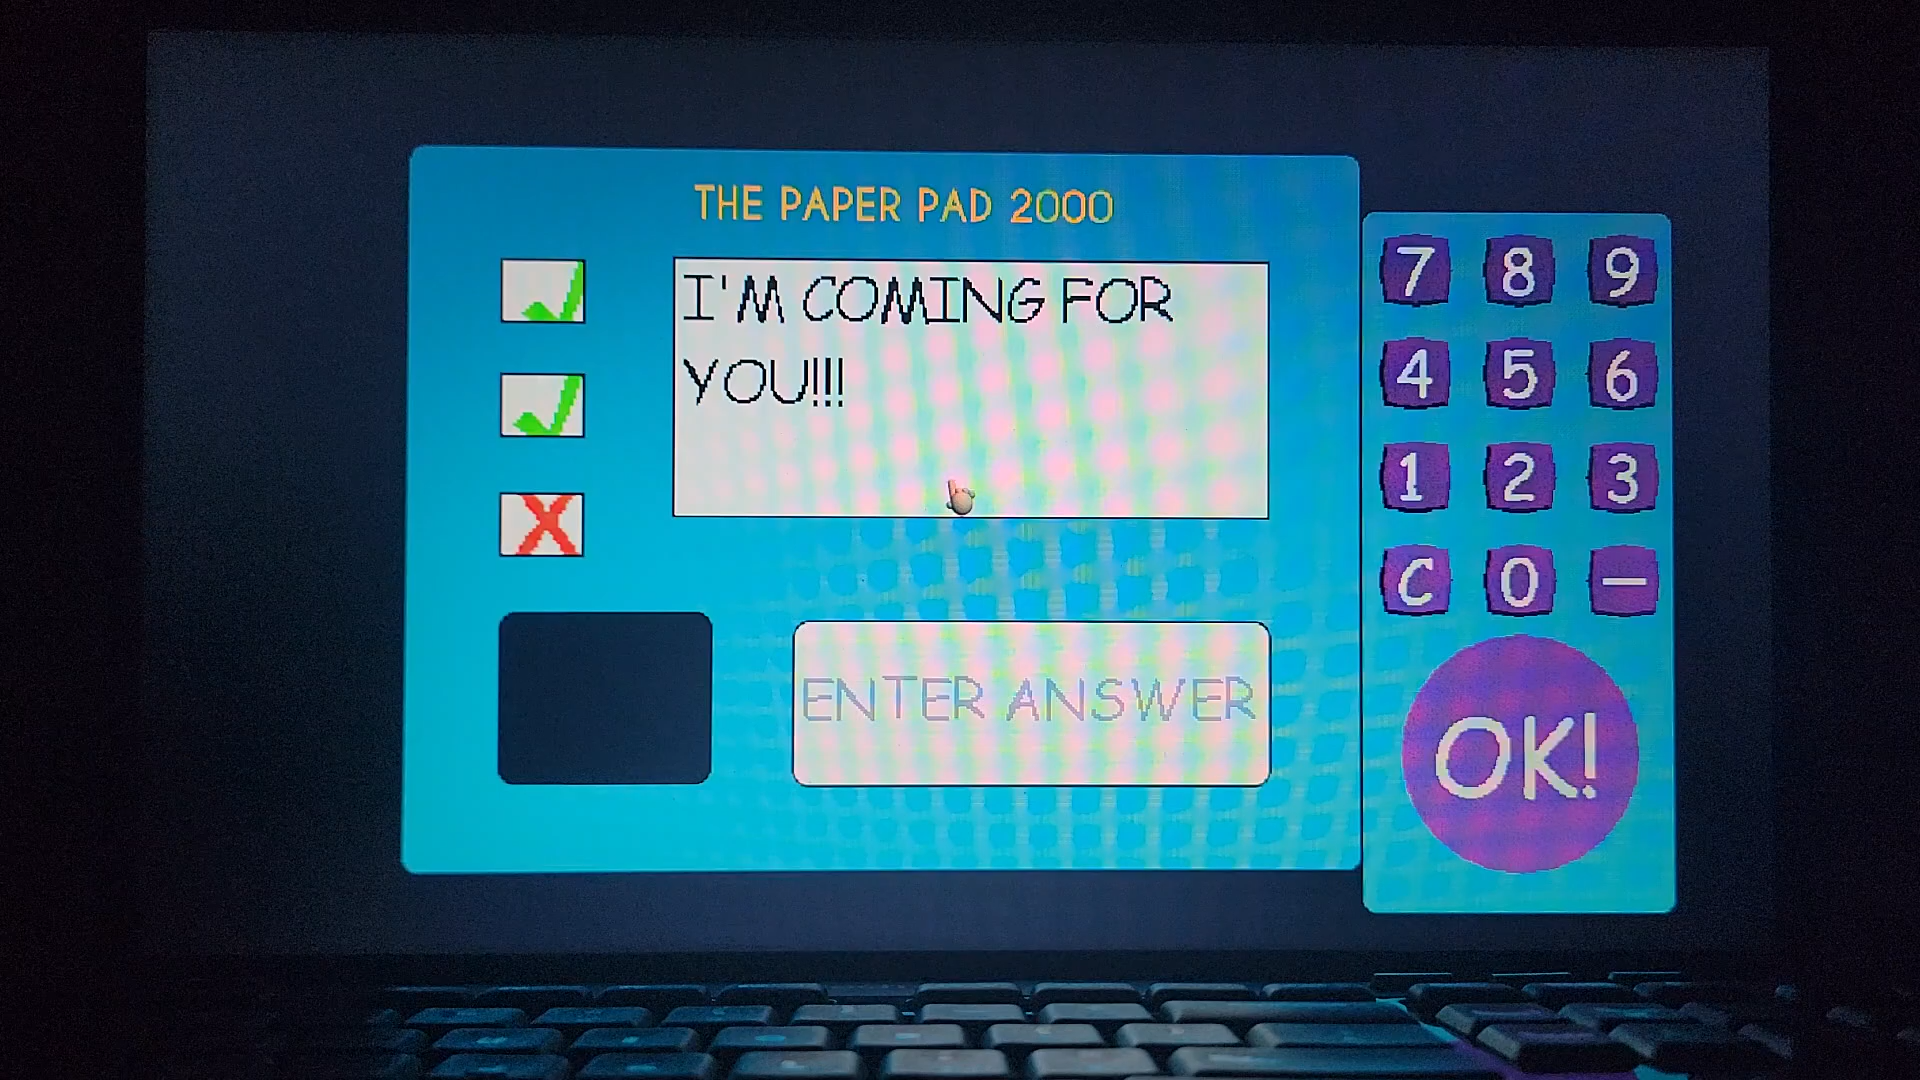 THE PAPER PAD 2000
I'M COMING FOR
YOU!!!
ENTER ANSWER
7 8 9
4 5 6
1 2 3
C 0 —
OK!